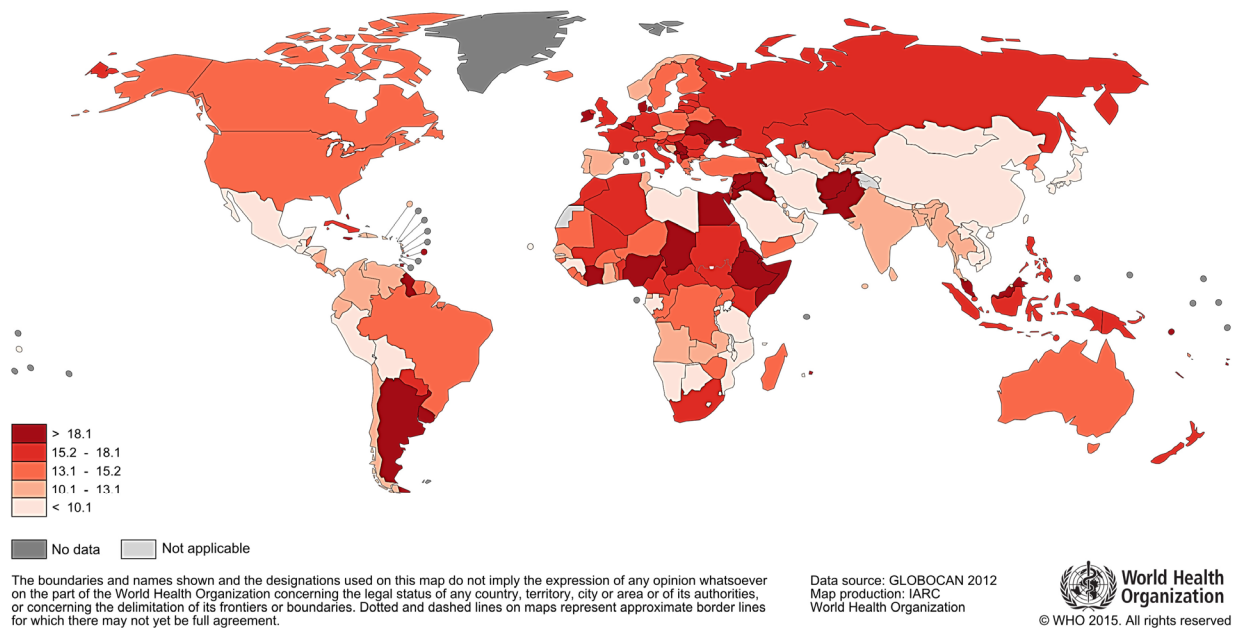 > 18.1
15.2 - 18.1
13.1 - 15.2
10.1 - 13.1
< 10.1
No data
Not applicable
The boundaries and names shown and the designations used on this map do not imply the expression of any opinion whatsoever
on the part of the World Health Organization concerning the legal status of any country, territory, city or area or of its authorities,
or concerning the delimitation of its frontiers or boundaries. Dotted and dashed lines on maps represent approximate border lines
for which there may not yet be full agreement.
Data source: GLOBOCAN 2012
Map production: IARC
World Health Organization
World Health
Organization
© WHO 2015. All rights reserved